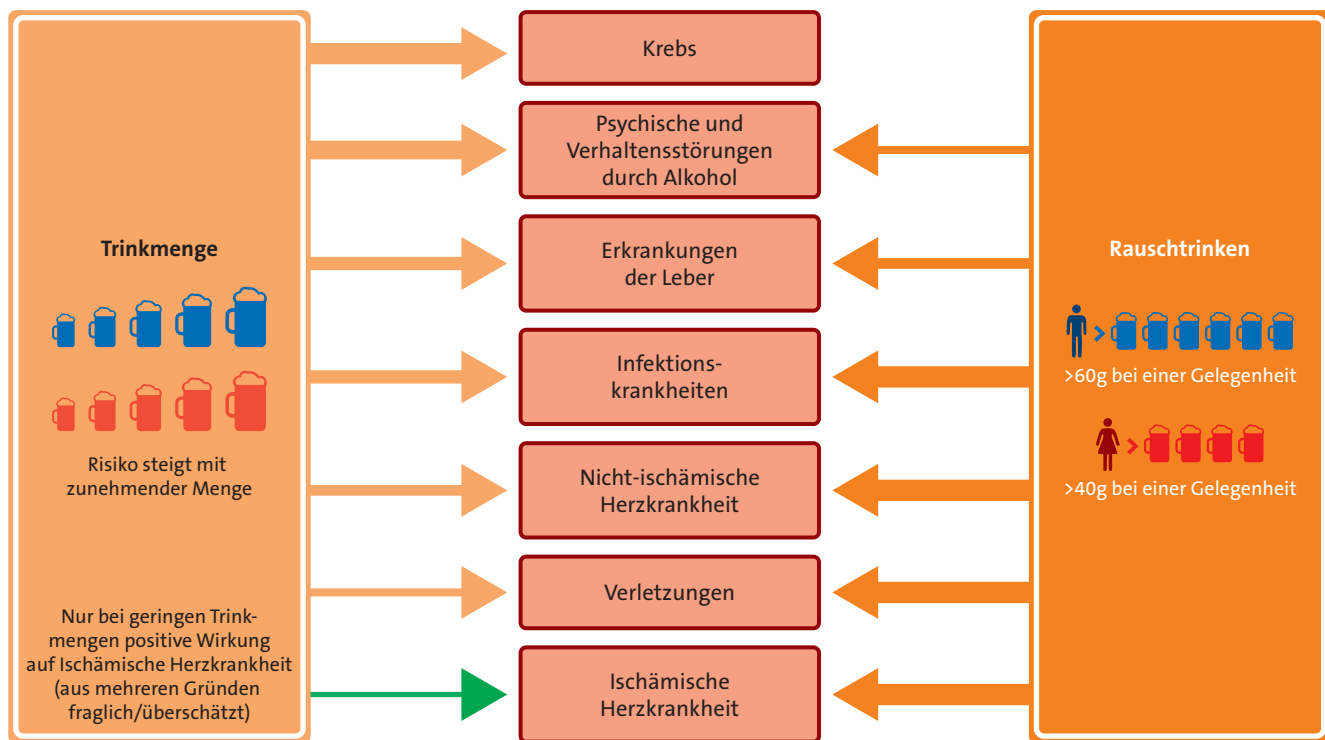 Trinkmenge
Risiko steigt mit
zunehmender Menge
Nur bei geringen Trink-
mengen positive Wirkung
auf Ischämische Herzkrankheit
(aus mehreren Gründen
fraglich/überschätzt)
Krebs
Psychische und
Verhaltensstörungen
durch Alkohol
Erkrankungen
der Leber
Infektions-
krankheiten
Nicht-ischämische
Herzkrankheit
Verletzungen
Ischämische
Herzkrankheit
Rauschtrinken
>
>60g bei einer Gelegenheit
>
>40g bei einer Gelegenheit